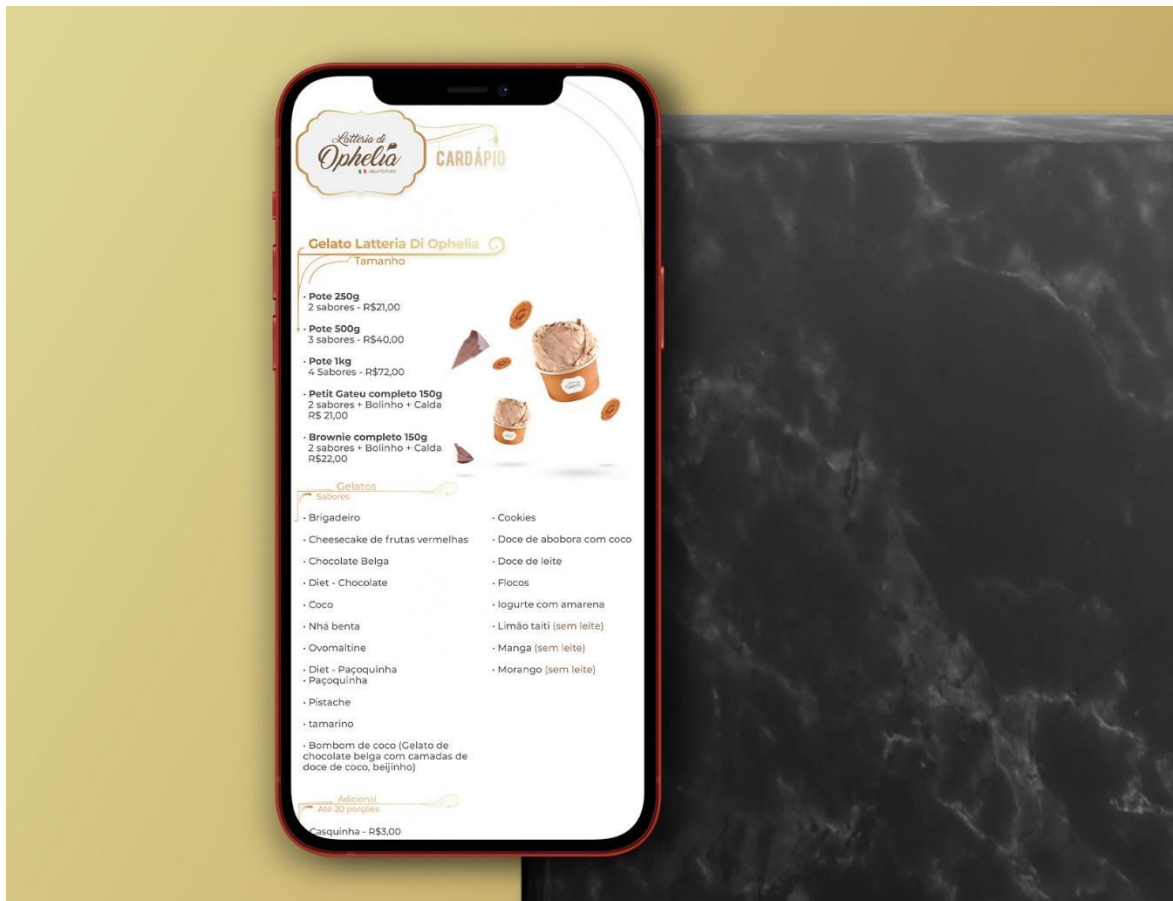 Latteria di
Ophelia
GELATO PURO
CARDÁPIO
Gelato Latteria Di Ophelia
Tamanho
• Pote 250g
2 sabores - R$21,00
• Pote 500g
3 sabores - R$40,00
• Pote 1kg
4 Sabores - R$72,00
• Petit Gateu completo 150g
2 sabores + Bolinho + Calda
R$ 21,00
• Brownie completo 150g
2 sabores + Bolinho + Calda
R$22,00
Gelatos
Sabores
• Brigadeiro
• Cheesecake de frutas vermelhas
• Chocolate Belga
• Diet - Chocolate
• Coco
• Nhá benta
• Ovomaltine
• Diet - Paçoquinha
• Paçoquinha
• Pistache
• tamarino
• Bombom de coco (Gelato de
chocolate belga com camadas de
doce de coco, beijinho)
• Cookies
• Doce de abobora com coco
• Doce de leite
• Flocos
• Iogurte com amarena
• Limão taiti (sem leite)
• Manga (sem leite)
• Morango (sem leite)
Adicional
Até 20 porções
Casquinha - R$3,00